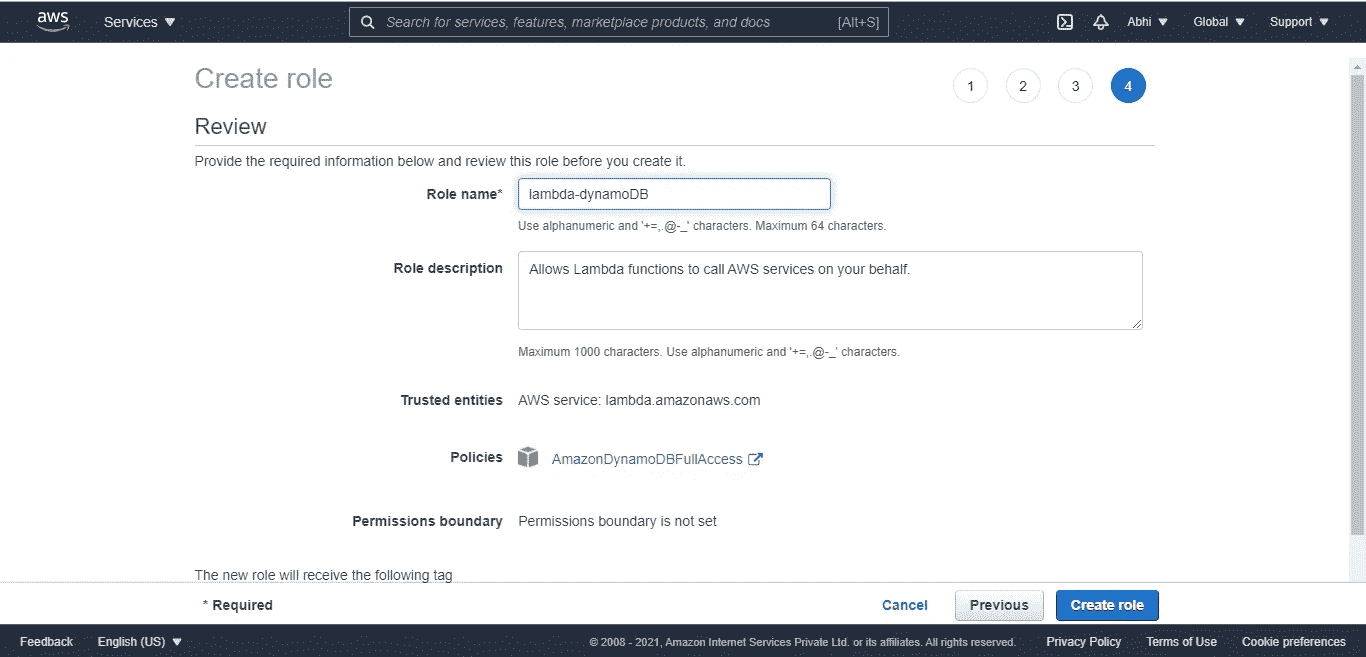 aws Services ▼ Search for services, features, marketplace products, and docs [Alt+S] Abhi ▼ Global ▼ Support ▼
Create role 1 2 3 4
Review
Provide the required information below and review this role before you create it.
Role name* lambda-dynamoDB
Use alphanumeric and '+=,.@-_' characters. Maximum 64 characters.
Role description Allows Lambda functions to call AWS services on your behalf.
Maximum 1000 characters. Use alphanumeric and '+=,.@-_' characters.
Trusted entities AWS service: lambda.amazonaws.com
Policies AmazonDynamoDBFullAccess
Permissions boundary Permissions boundary is not set
The new role will receive the following tag
* Required Cancel Previous Create role
Feedback English (US) ▼ © 2008 - 2021, Amazon Internet Services Private Ltd. or its affiliates. All rights reserved. Privacy Policy Terms of Use Cookie preferences